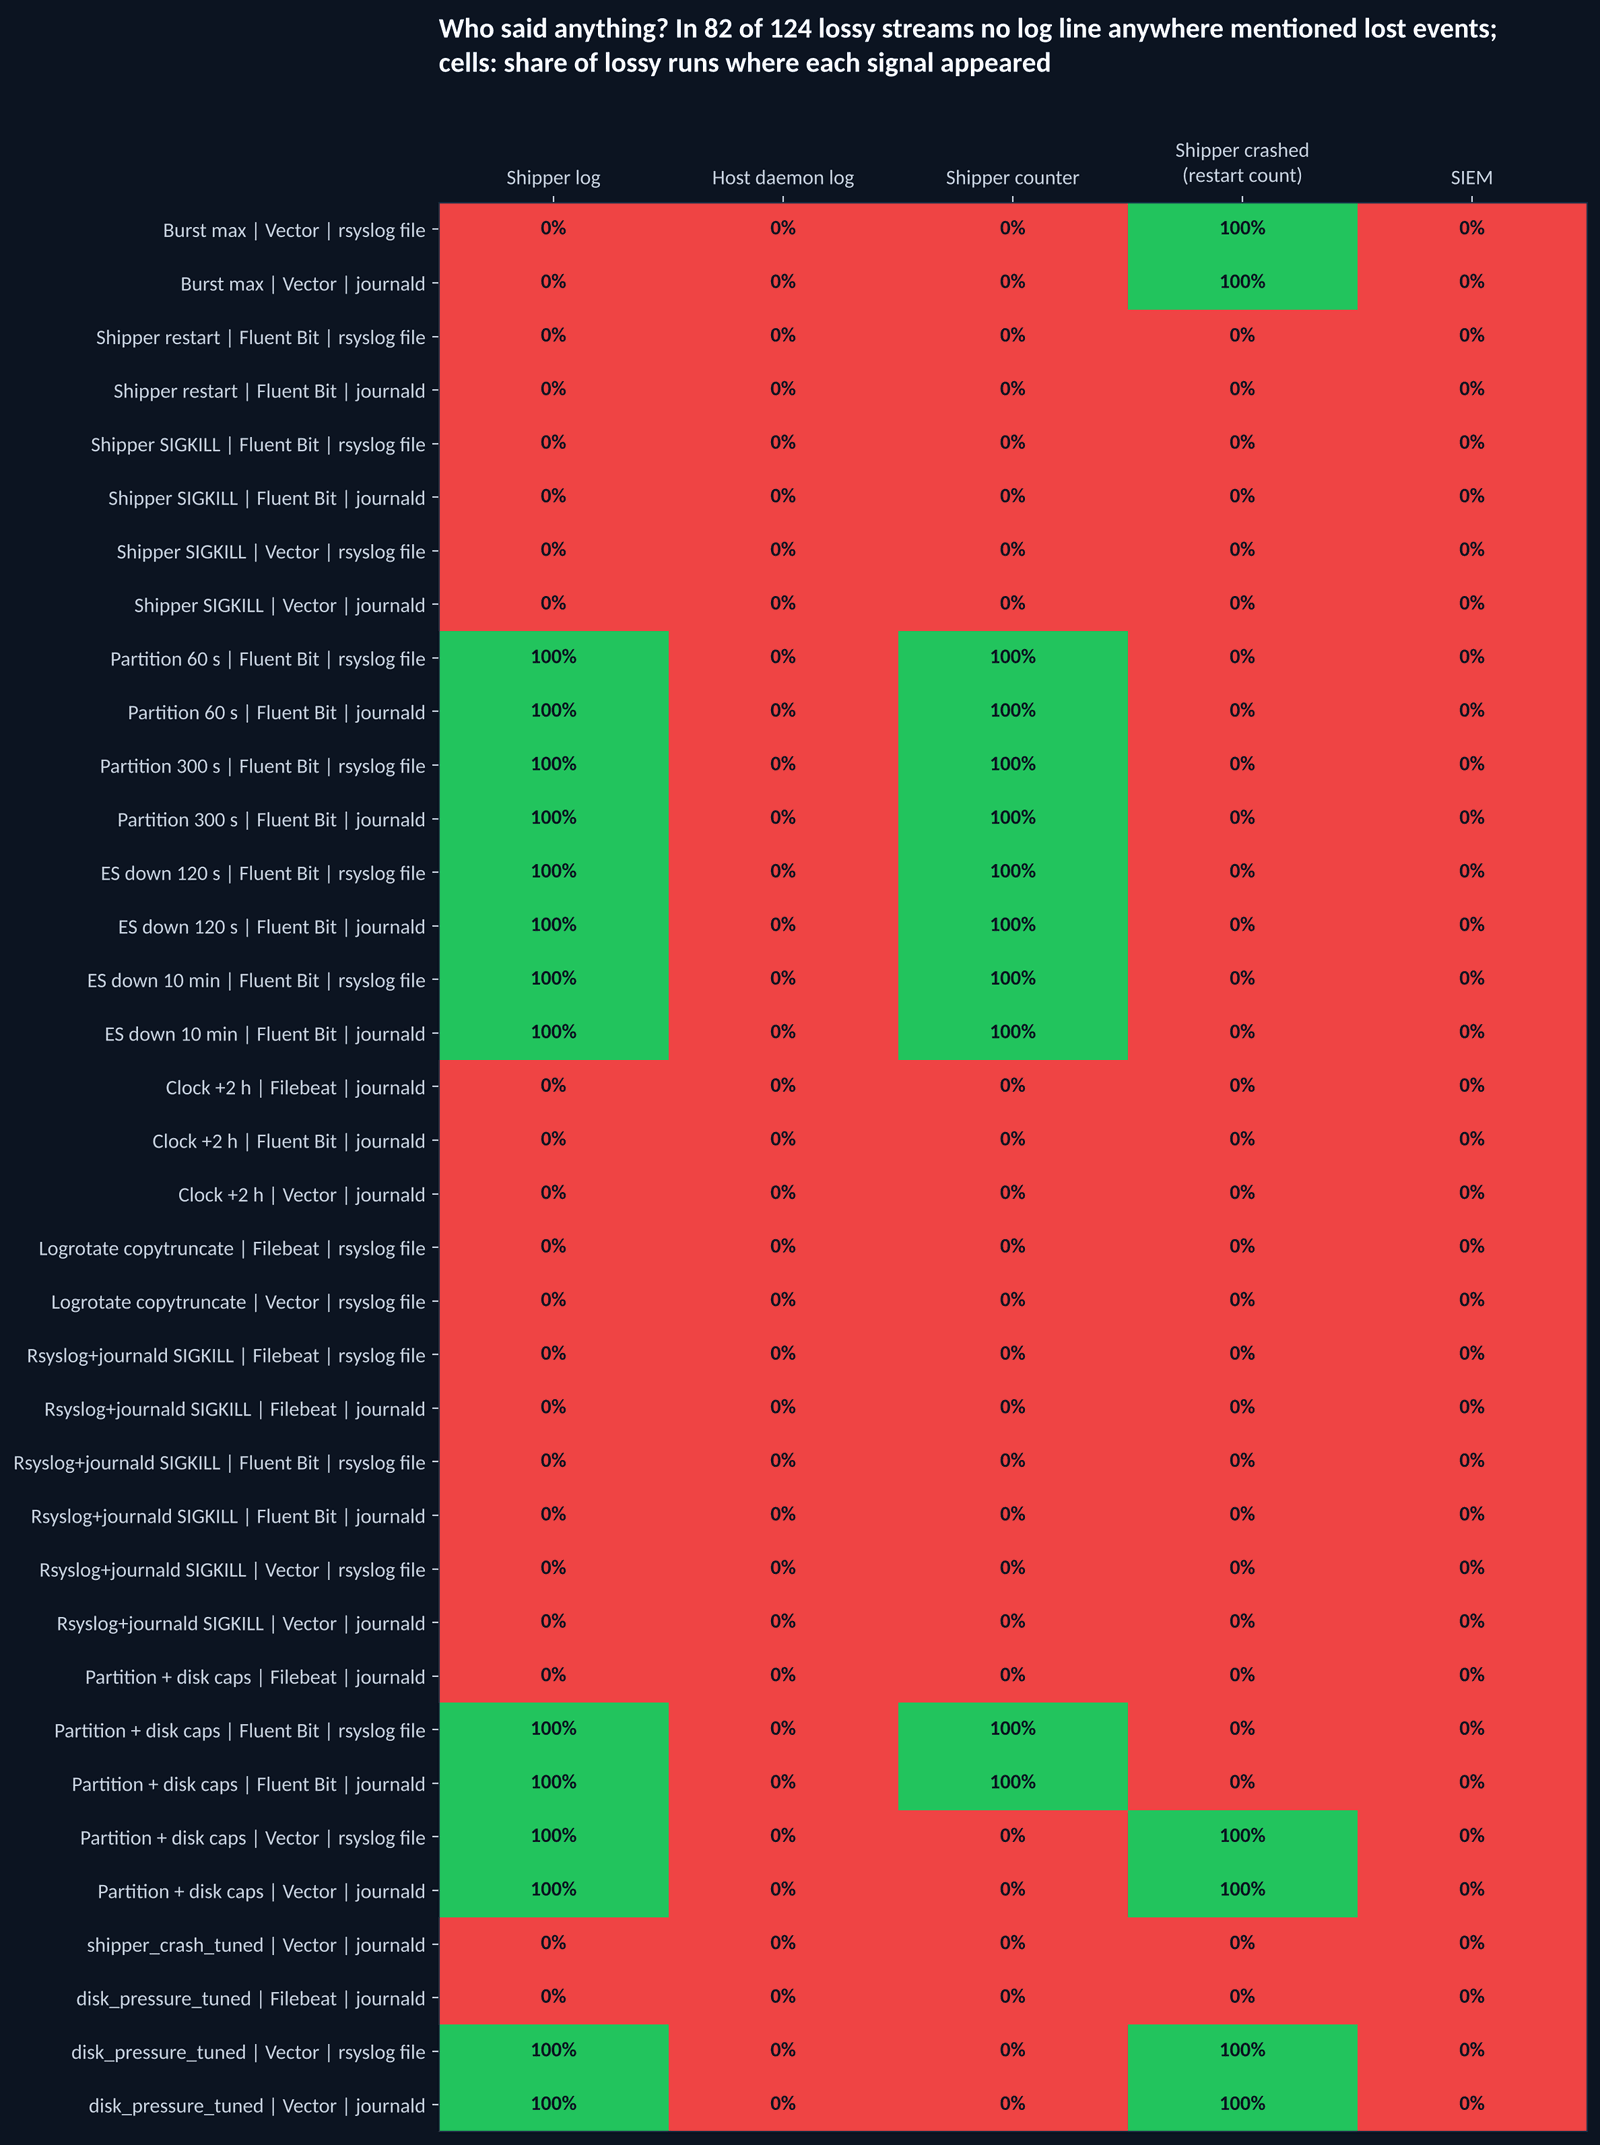 Who said anything? In 82 of 124 lossy streams no log line anywhere mentioned lost events;
cells: share of lossy runs where each signal appeared
Shipper log Host daemon log Shipper counter Shipper crashed
(restart count) SIEM
Burst max | Vector | rsyslog file 0% 0% 0% 100% 0%
Burst max | Vector | journald 0% 0% 0% 100% 0%
Shipper restart | Fluent Bit | rsyslog file 0% 0% 0% 0% 0%
Shipper restart | Fluent Bit | journald 0% 0% 0% 0% 0%
Shipper SIGKILL | Fluent Bit | rsyslog file 0% 0% 0% 0% 0%
Shipper SIGKILL | Fluent Bit | journald 0% 0% 0% 0% 0%
Shipper SIGKILL | Vector | rsyslog file 0% 0% 0% 0% 0%
Shipper SIGKILL | Vector | journald 0% 0% 0% 0% 0%
Partition 60 s | Fluent Bit | rsyslog file 100% 0% 100% 0% 0%
Partition 60 s | Fluent Bit | journald 100% 0% 100% 0% 0%
Partition 300 s | Fluent Bit | rsyslog file 100% 0% 100% 0% 0%
Partition 300 s | Fluent Bit | journald 100% 0% 100% 0% 0%
ES down 120 s | Fluent Bit | rsyslog file 100% 0% 100% 0% 0%
ES down 120 s | Fluent Bit | journald 100% 0% 100% 0% 0%
ES down 10 min | Fluent Bit | rsyslog file 100% 0% 100% 0% 0%
ES down 10 min | Fluent Bit | journald 100% 0% 100% 0% 0%
Clock +2 h | Filebeat | journald 0% 0% 0% 0% 0%
Clock +2 h | Fluent Bit | journald 0% 0% 0% 0% 0%
Clock +2 h | Vector | journald 0% 0% 0% 0% 0%
Logrotate copytruncate | Filebeat | rsyslog file 0% 0% 0% 0% 0%
Logrotate copytruncate | Vector | rsyslog file 0% 0% 0% 0% 0%
Rsyslog+journald SIGKILL | Filebeat | rsyslog file 0% 0% 0% 0% 0%
Rsyslog+journald SIGKILL | Filebeat | journald 0% 0% 0% 0% 0%
Rsyslog+journald SIGKILL | Fluent Bit | rsyslog file 0% 0% 0% 0% 0%
Rsyslog+journald SIGKILL | Fluent Bit | journald 0% 0% 0% 0% 0%
Rsyslog+journald SIGKILL | Vector | rsyslog file 0% 0% 0% 0% 0%
Rsyslog+journald SIGKILL | Vector | journald 0% 0% 0% 0% 0%
Partition + disk caps | Filebeat | journald 0% 0% 0% 0% 0%
Partition + disk caps | Fluent Bit | rsyslog file 100% 0% 100% 0% 0%
Partition + disk caps | Fluent Bit | journald 100% 0% 100% 0% 0%
Partition + disk caps | Vector | rsyslog file 100% 0% 0% 100% 0%
Partition + disk caps | Vector | journald 100% 0% 0% 100% 0%
shipper_crash_tuned | Vector | journald 0% 0% 0% 0% 0%
disk_pressure_tuned | Filebeat | journald 0% 0% 0% 0% 0%
disk_pressure_tuned | Vector | rsyslog file 100% 0% 0% 100% 0%
disk_pressure_tuned | Vector | journald 100% 0% 0% 100% 0%